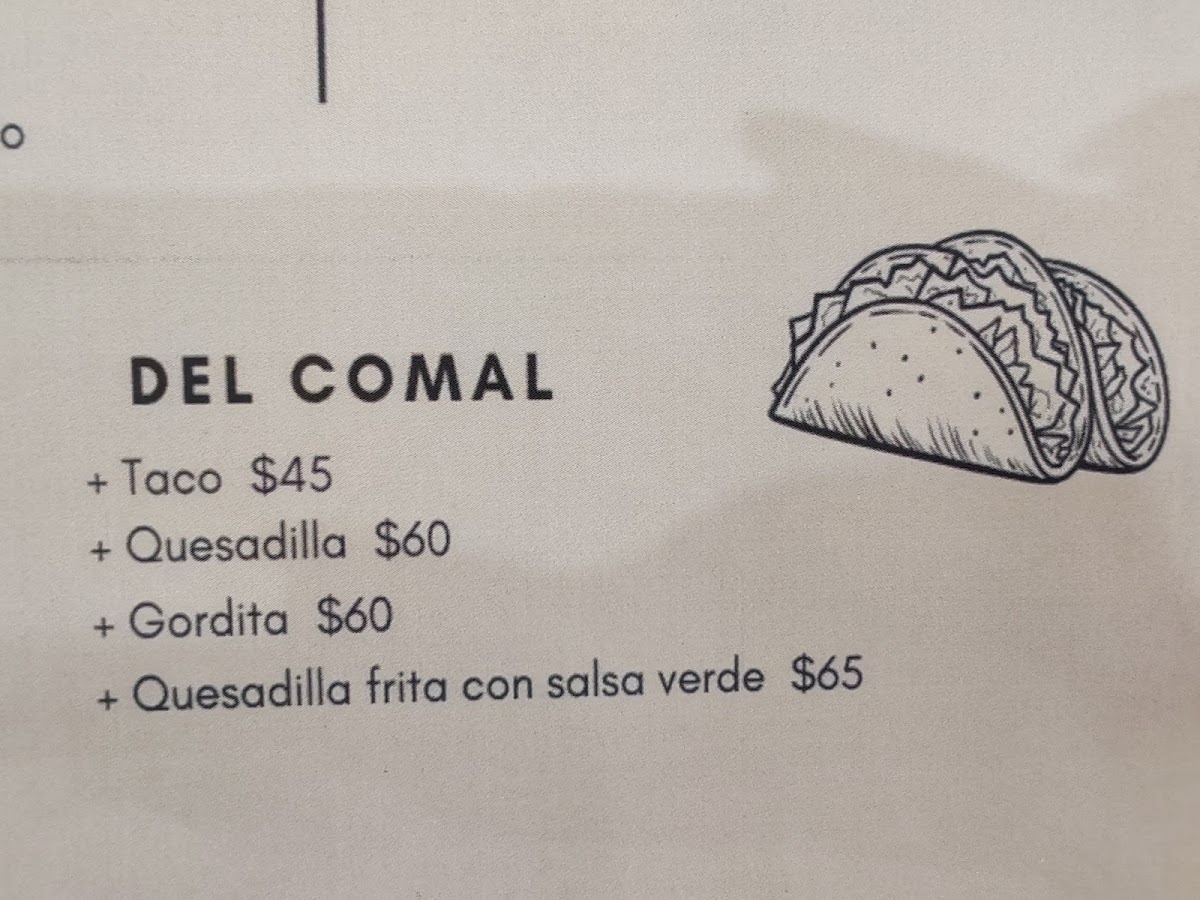 o
DEL COMAL
+ Taco $45
+ Quesadilla $60
+ Gordita $60
+ Quesadilla frita con salsa verde $65